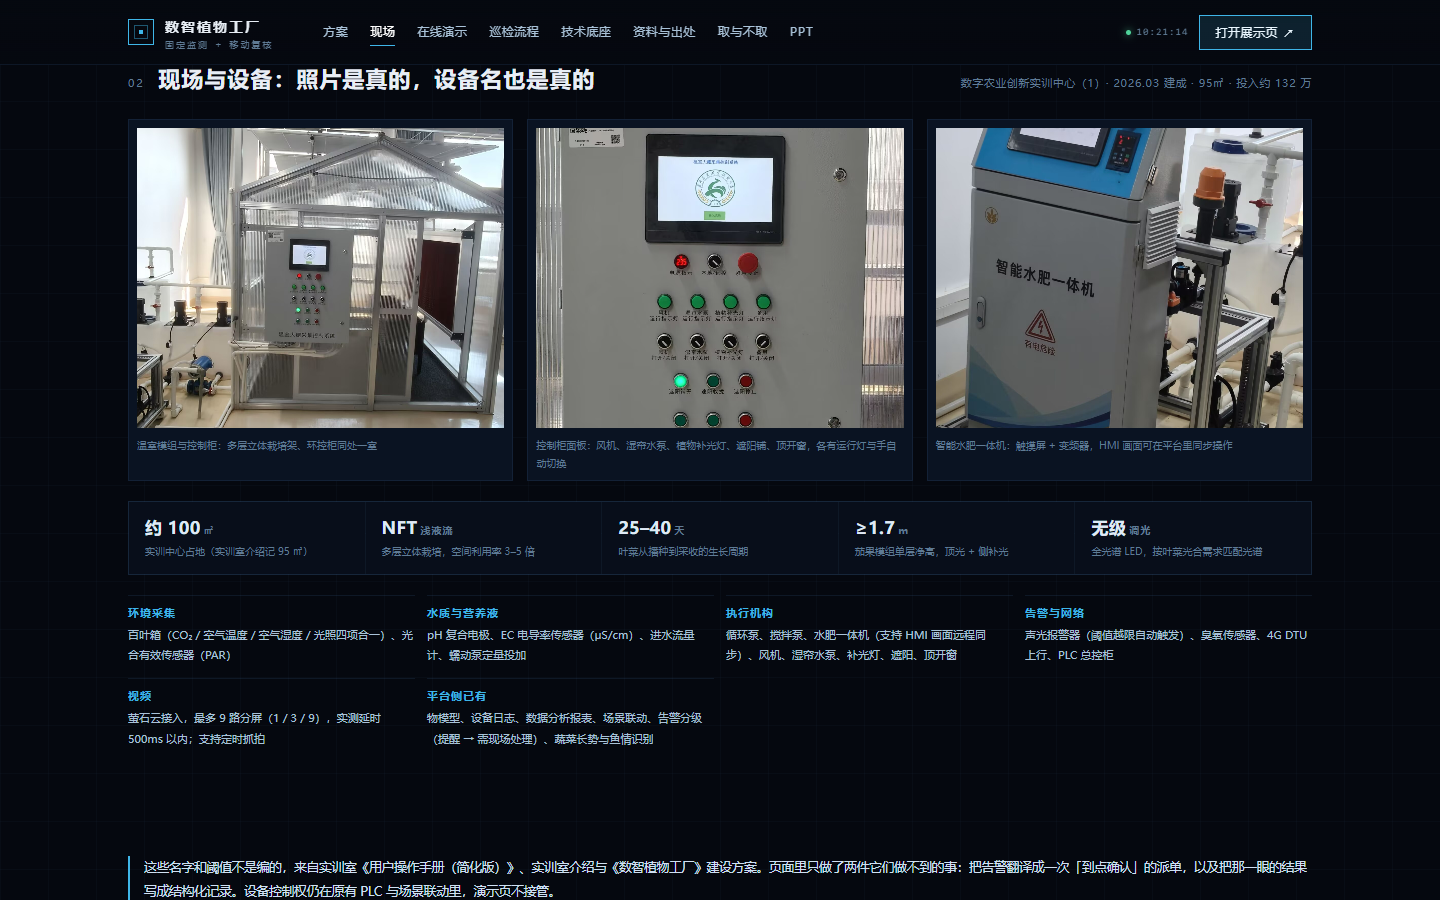 数智植物工厂
固定监测 + 移动复核
方案 现场 在线演示 巡检流程 技术底座 资料与出处 取与不取 PPT
10:21:14
打开展示页 ↗
02 现场与设备：照片是真的，设备名也是真的
数字农业创新实训中心（1）· 2026.03 建成 · 95㎡ · 投入约 132 万
智能水肥一体机
有电危险
温室模组与控制柜：多层立体栽培架、环控柜同处一室
控制柜面板：风机、湿帘水泵、植物补光灯、遮阳铺、顶开窗，各有运行灯与手自
动切换
智能水肥一体机：触摸屏 + 变频器，HMI 画面可在平台里同步操作
约 100 ㎡
实训中心占地（实训室介绍记 95 ㎡）
NFT 浅液流
多层立体栽培，空间利用率 3–5 倍
25–40 天
叶菜从播种到采收的生长周期
≥1.7 m
茄果模组单层净高，顶光 + 侧补光
无级 调光
全光谱 LED，按叶菜光合需求匹配光谱
环境采集
百叶箱（CO₂ / 空气温度 / 空气湿度 / 光照四项合一）、光
合有效传感器（PAR）
水质与营养液
pH 复合电极、EC 电导率传感器（μS/cm）、进水流量
计、蠕动泵定量投加
执行机构
循环泵、搅拌泵、水肥一体机（支持 HMI 画面远程同
步）、风机、湿帘水泵、补光灯、遮阳、顶开窗
告警与网络
声光报警器（阈值越限自动触发）、臭氧传感器、4G DTU
上行、PLC 总控柜
视频
萤石云接入，最多 9 路分屏（1 / 3 / 9），实测延时
500ms 以内；支持定时抓拍
平台侧已有
物模型、设备日志、数据分析报表、场景联动、告警分级
（提醒 → 需现场处理）、蔬菜长势与鱼情识别
这些名字和阈值不是编的，来自实训室《用户操作手册（简化版）》、实训室介绍与《数智植物工厂》建设方案。页面里只做了两件它们做不到的事：把告警翻译成一次「到点确认」的派单，以及把那一眼的结果
写成结构化记录。设备控制权仍在原有 PLC 与场景联动里，演示页不接管。